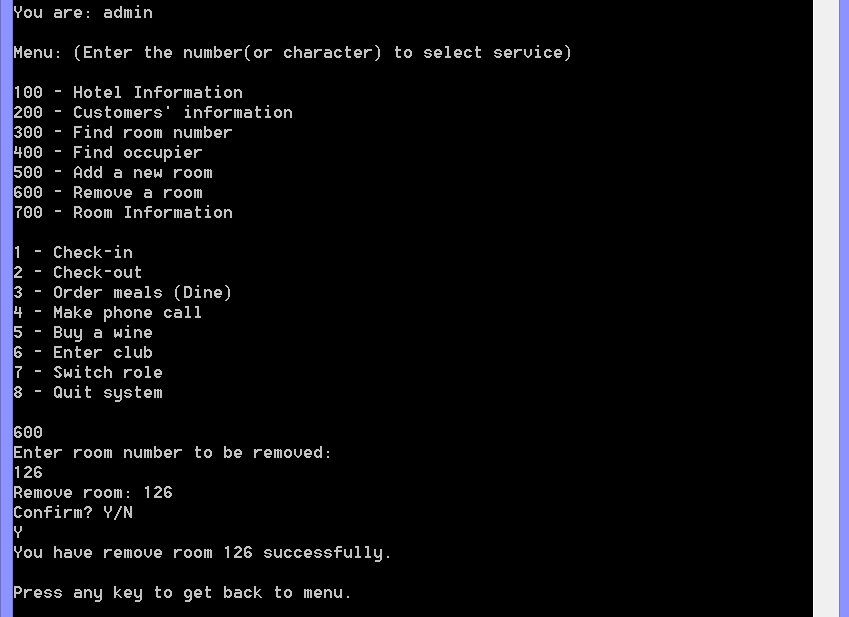 You are: admin
Menu: (Enter the number(or character) to select service)
100 - Hotel Information
200 - Customers' information
300 - Find room number
400 - Find occupier
500 - Add a new room
600 - Remove a room
700 - Room Information
1 - Check-in
2 - Check-out
3 - Order meals (Dine)
4 - Make phone call
5 - Buy a wine
6 - Enter club
7 - Switch role
8 - Quit system
600
Enter room number to be removed:
126
Remove room: 126
Confirm? Y/N
Y
You have remove room 126 successfully.
Press any key to get back to menu.